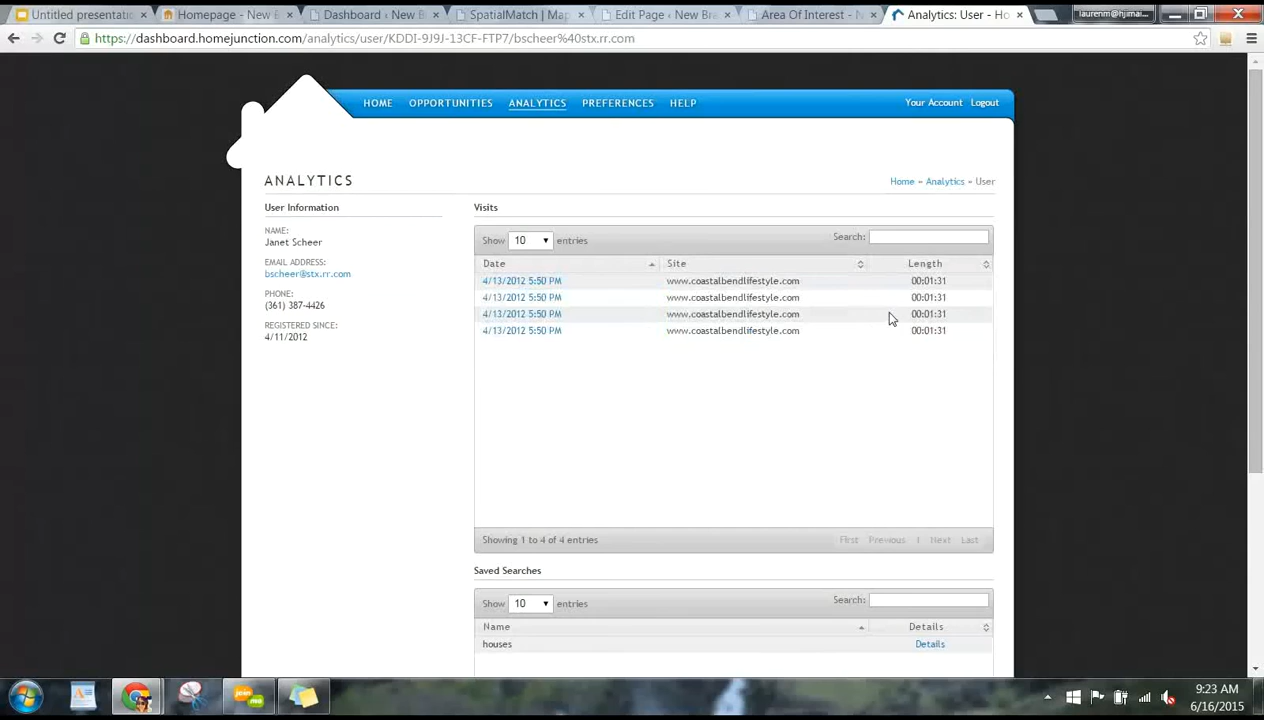 Untitled presentatio
Homepage - New B
Dashboard ‹ New B
SpatialMatch | Map
Edit Page ‹ New Bre
Area Of Interest - N
Analytics: User - Ho
laurenm@hjimai...
https://dashboard.homejunction.com/analytics/user/KDDI-9J9J-13CF-FTP7/bscheer%40stx.rr.com
HOME OPPORTUNITIES ANALYTICS PREFERENCES HELP
Your Account Logout
ANALYTICS
Home » Analytics » User
User Information
NAME:
Janet Scheer
EMAIL ADDRESS:
bscheer@stx.rr.com
PHONE:
(361) 387-4426
REGISTERED SINCE:
4/11/2012
Visits
Show 10 entries Search:
Date Site Length
4/13/2012 5:50 PM www.coastalbendlifestyle.com 00:01:31
4/13/2012 5:50 PM www.coastalbendlifestyle.com 00:01:31
4/13/2012 5:50 PM www.coastalbendlifestyle.com 00:01:31
4/13/2012 5:50 PM www.coastalbendlifestyle.com 00:01:31
Showing 1 to 4 of 4 entries First Previous 1 Next Last
Saved Searches
Show 10 entries Search:
Name Details
houses Details
join me
9:23 AM
6/16/2015